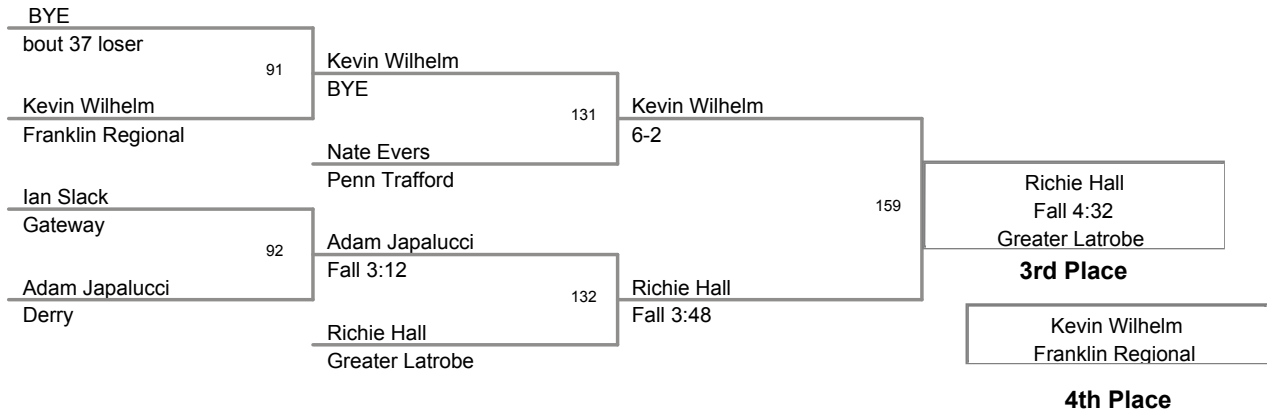 BYE
bout 37 loser
91
Kevin Wilhelm
Franklin Regional
Kevin Wilhelm
BYE
131
Nate Evers
Penn Trafford
Kevin Wilhelm
6-2
Ian Slack
Gateway
92
Adam Japalucci
Derry
Adam Japalucci
Fall 3:12
132
Richie Hall
Greater Latrobe
Richie Hall
Fall 3:48
159
Richie Hall
Fall 4:32
Greater Latrobe
3rd Place
Kevin Wilhelm
Franklin Regional
4th Place